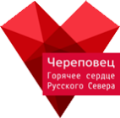 Череповец
Горячее сердце
Русского Севера